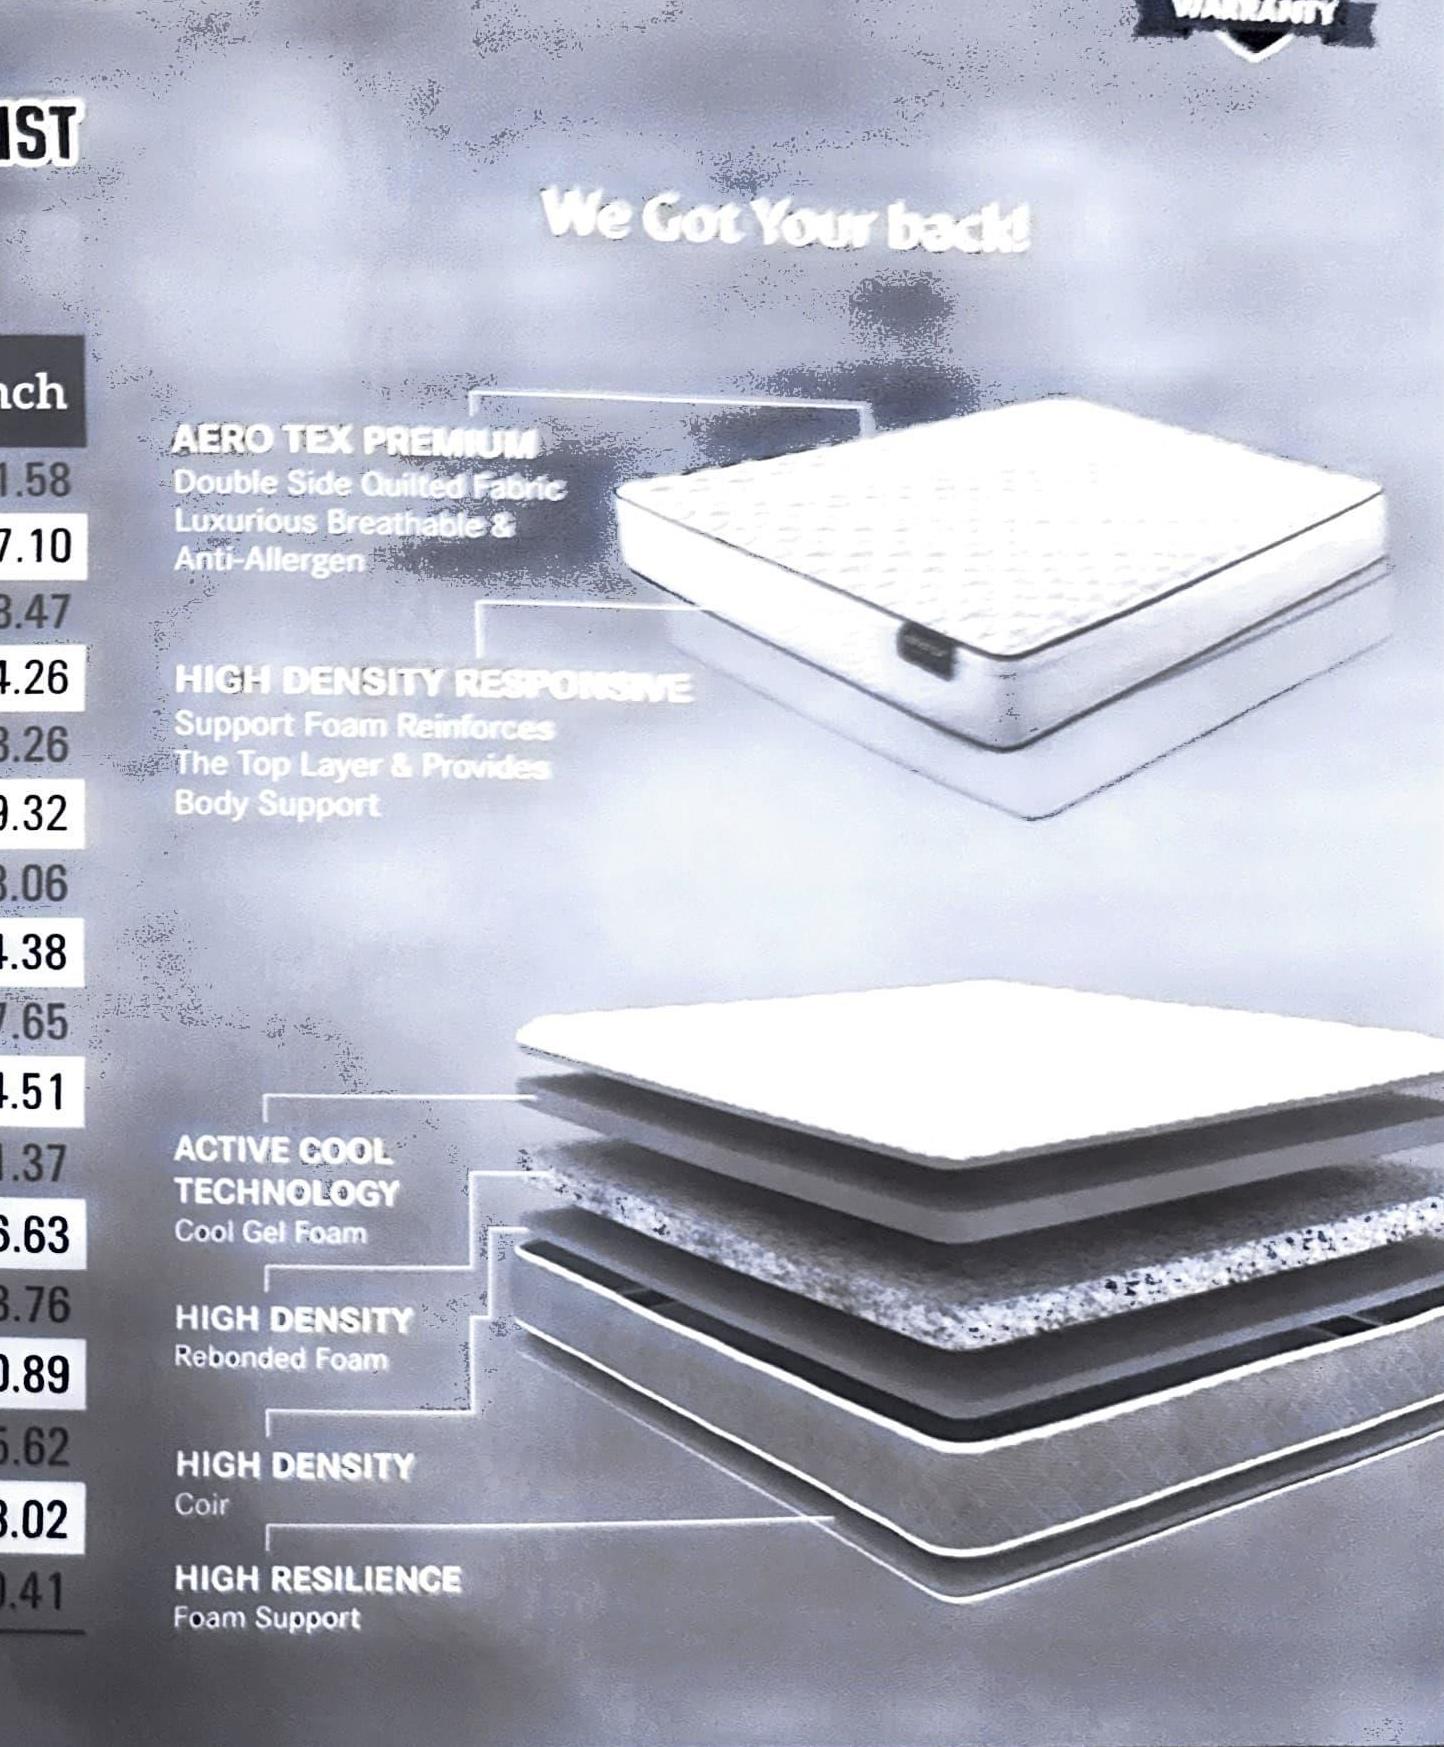 WARRANTY
We Got Your back!
AERO TEX PREMIUM
Double Side Quilted Fabric
Luxurious Breathable &
Anti-Allergen
HIGH DENSITY RESPONSIVE
Support Foam Reinforces
The Top Layer & Provides
Body Support
ACTIVE COOL
TECHNOLOGY
Cool Gel Foam
HIGH DENSITY
Rebonded Foam
HIGH DENSITY
Coir
HIGH RESILIENCE
Foam Support
IST
nch
.58
7.10
3.47
4.26
3.26
9.32
3.06
4.38
7.65
4.51
.37
6.63
3.76
0.89
5.62
3.02
0.41